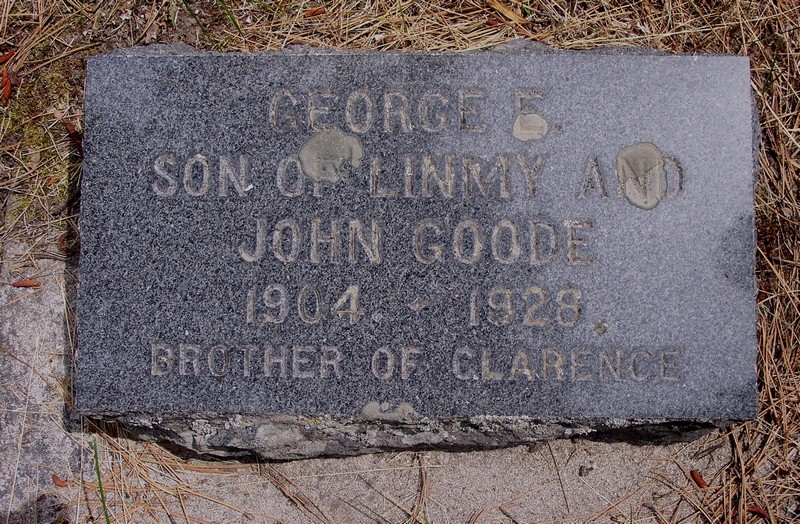 GEORGE E.
SON OF LINMY AND
JOHN GOODE
1904 - 1928
BROTHER OF CLARENCE